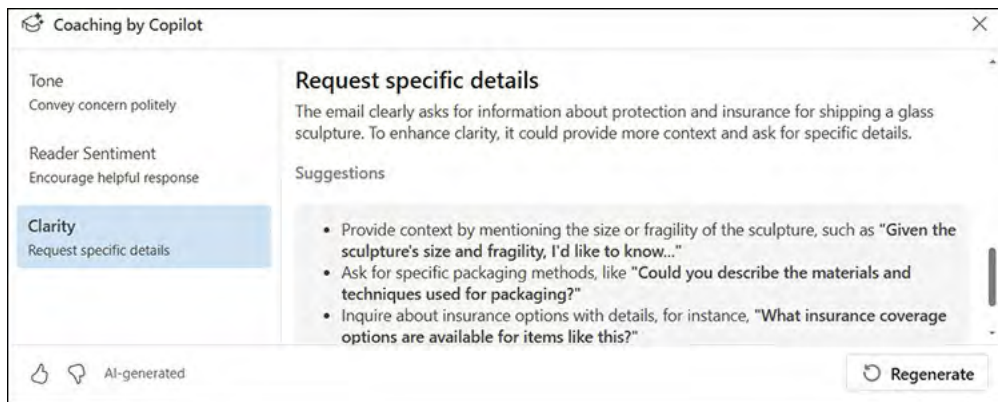 Coaching by Copilot
Tone
Convey concern politely
Reader Sentiment
Encourage helpful response
Clarity
Request specific details
Request specific details
The email clearly asks for information about protection and insurance for shipping a glass
sculpture. To enhance clarity, it could provide more context and ask for specific details.
Suggestions
• Provide context by mentioning the size or fragility of the sculpture, such as "Given the
sculpture's size and fragility, I'd like to know..."
• Ask for specific packaging methods, like "Could you describe the materials and
techniques used for packaging?"
• Inquire about insurance options with details, for instance, "What insurance coverage
options are available for items like this?"
AI-generated
Regenerate